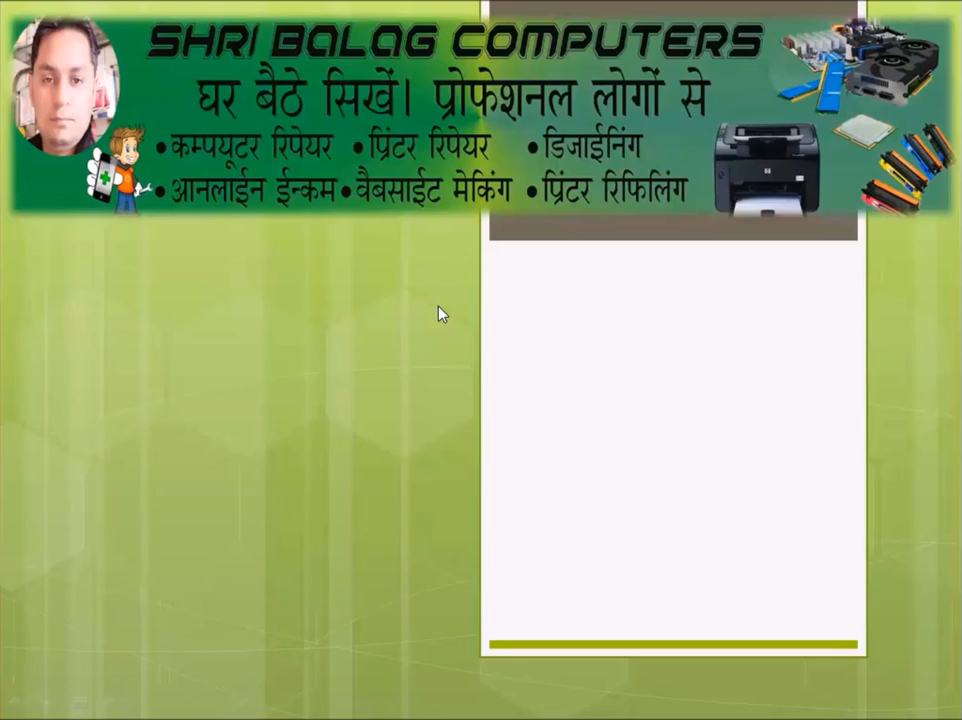 SHRI BALAG COMPUTERS
घर बैठे सिखें। प्रोफेशनल लोगों से
•कम्पयूटर रिपेयर •प्रिंटर रिपेयर •डिजाईनिंग
•आनलाईन ईन्कम•वैबसाईट मेकिंग •प्रिंटर रिफिलिंग